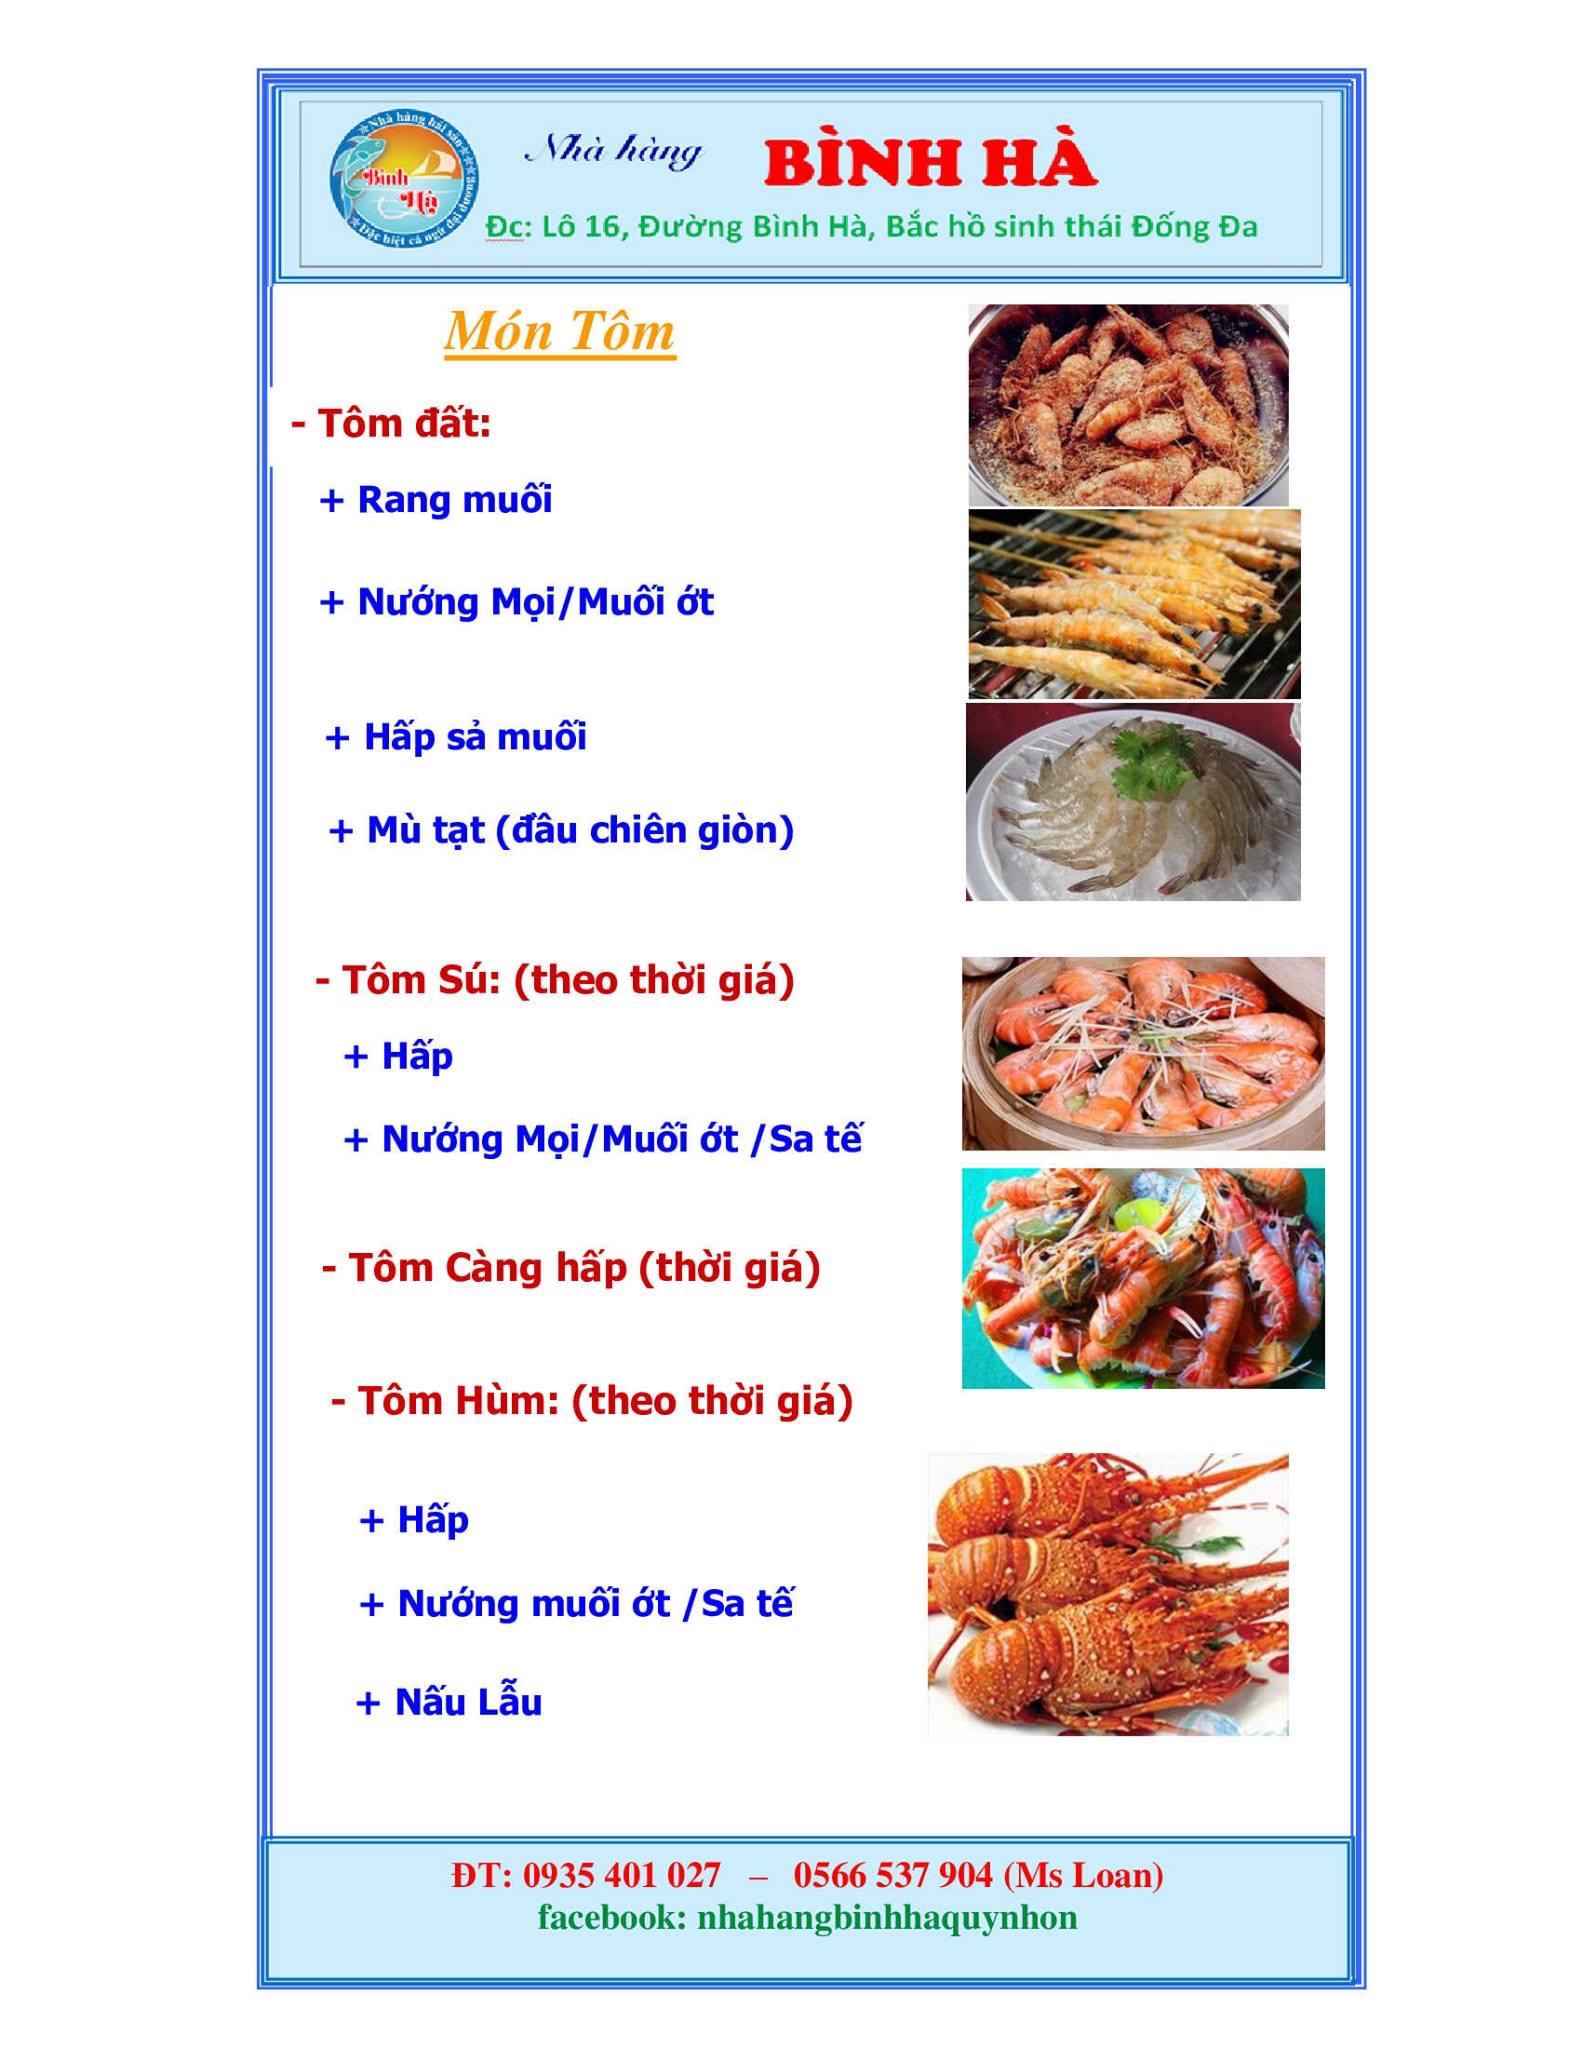 Nhà hàng hải sản
Bình
Hạ
Đặc biệt cá ngừ đại dương
Nhà hàng BÌNH HÀ
Đc: Lô 16, Đường Bình Hà, Bắc hồ sinh thái Đống Đa
Món Tôm
- Tôm đất:
+ Rang muối
+ Nướng Mọi/Muối ớt
+ Hấp sả muối
+ Mù tạt (đâu chiên giòn)
- Tôm Sú: (theo thời giá)
+ Hấp
+ Nướng Mọi/Muối ớt /Sa tế
- Tôm Càng hấp (thời giá)
- Tôm Hùm: (theo thời giá)
+ Hấp
+ Nướng muối ớt /Sa tế
+ Nấu Lẫu
ĐT: 0935 401 027 – 0566 537 904 (Ms Loan)
facebook: nhahangbinhhaquynhon